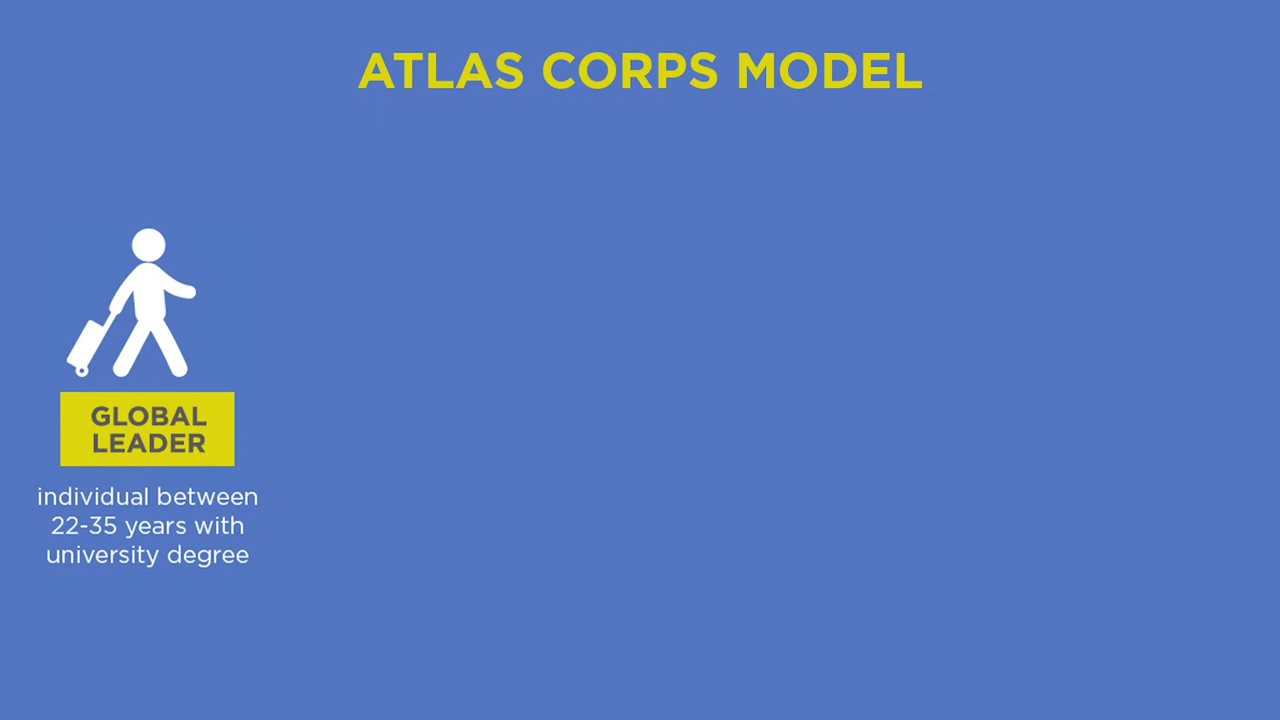 ATLAS CORPS MODEL
GLOBAL
LEADER
individual between
22-35 years with
university degree